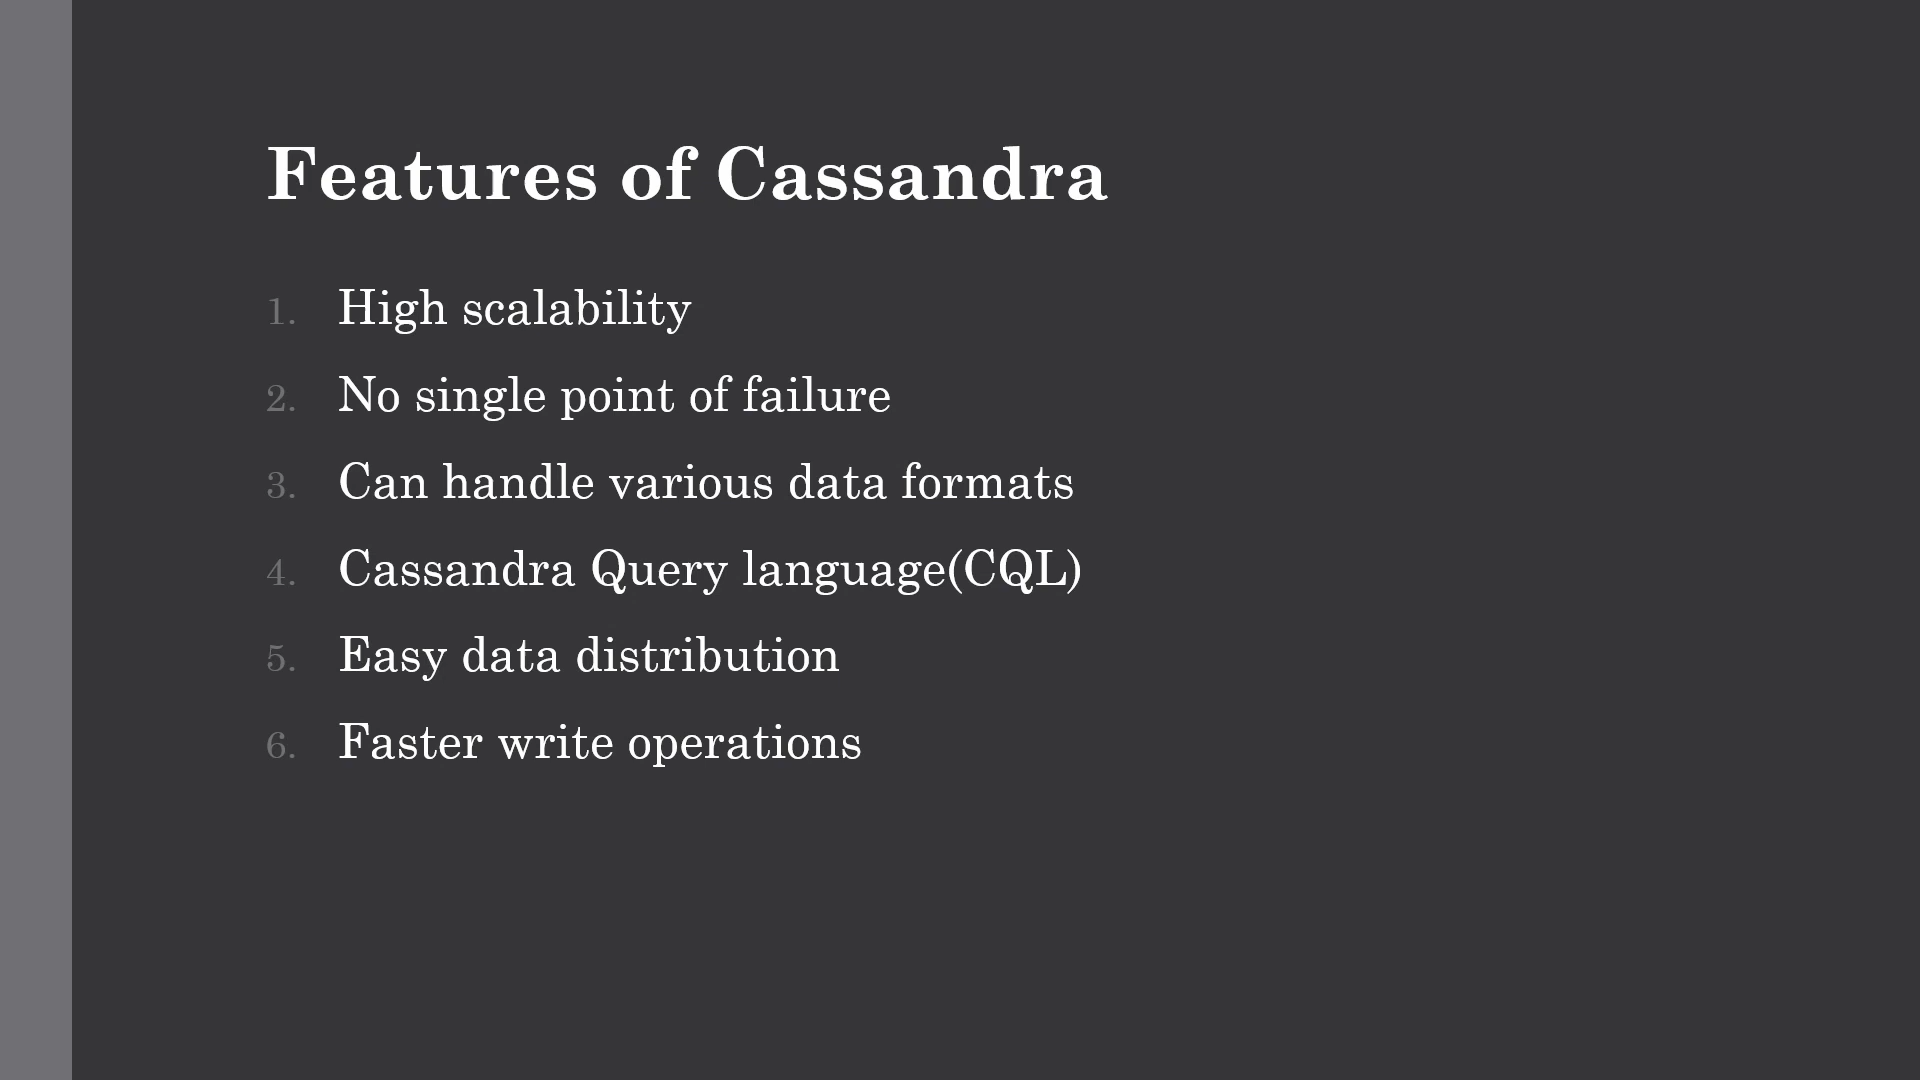 Features of Cassandra
1. High scalability
2. No single point of failure
3. Can handle various data formats
4. Cassandra Query language(CQL)
5. Easy data distribution
6. Faster write operations